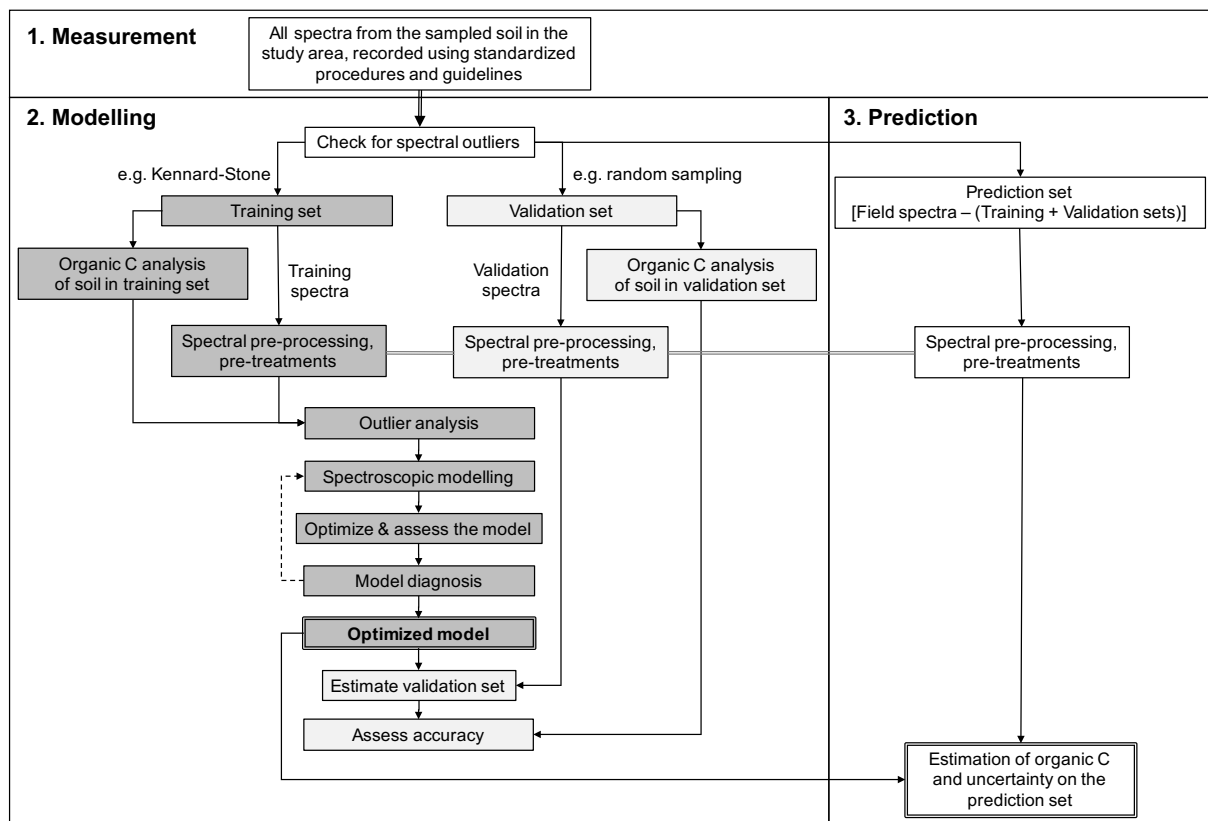 1. Measurement
All spectra from the sampled soil in the
study area, recorded using standardized
procedures and guidelines
2. Modelling
3. Prediction
Check for spectral outliers
e.g. Kennard-Stone
e.g. random sampling
Training set
Validation set
Prediction set
[Field spectra – (Training + Validation sets)]
Organic C analysis
of soil in training set
Training
spectra
Validation
spectra
Organic C analysis
of soil in validation set
Spectral pre-processing,
pre-treatments
Spectral pre-processing,
pre-treatments
Spectral pre-processing,
pre-treatments
Outlier analysis
Spectroscopic modelling
Optimize & assess the model
Model diagnosis
Optimized model
Estimate validation set
Assess accuracy
Estimation of organic C
and uncertainty on the
prediction set